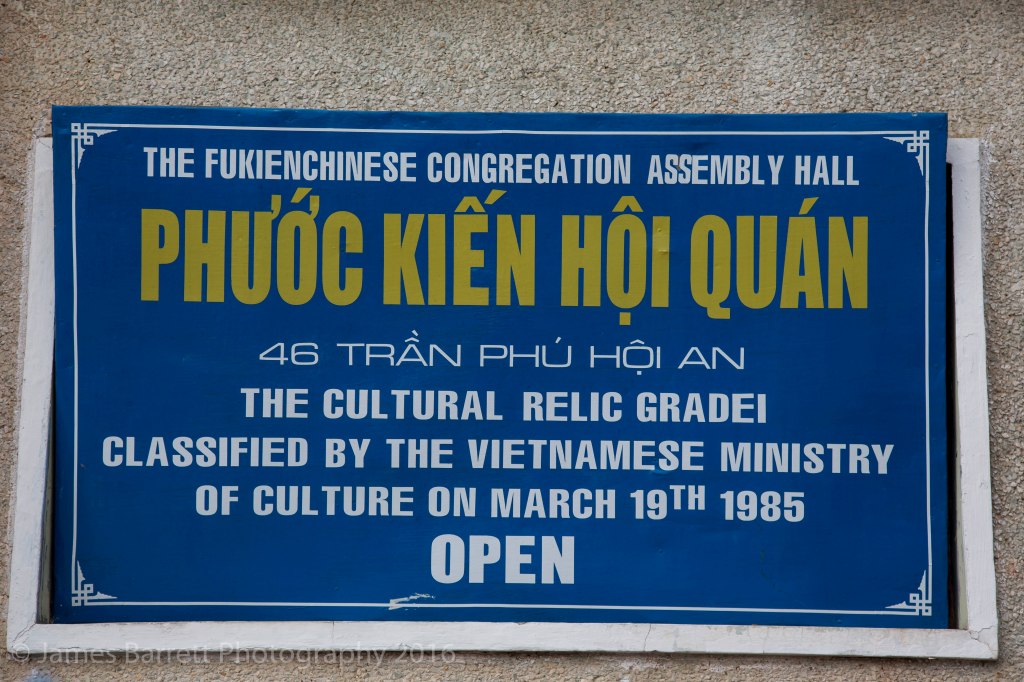 THE FUKIENCHINESE CONGREGATION ASSEMBLY HALL
PHƯỚC KIẾN HỘI QUÁN
46 TRẦN PHÚ HỘI AN
THE CULTURAL RELIC GRADEI
CLASSIFIED BY THE VIETNAMESE MINISTRY
OF CULTURE ON MARCH 19TH 1985
OPEN
© James Barrett Photography 2016